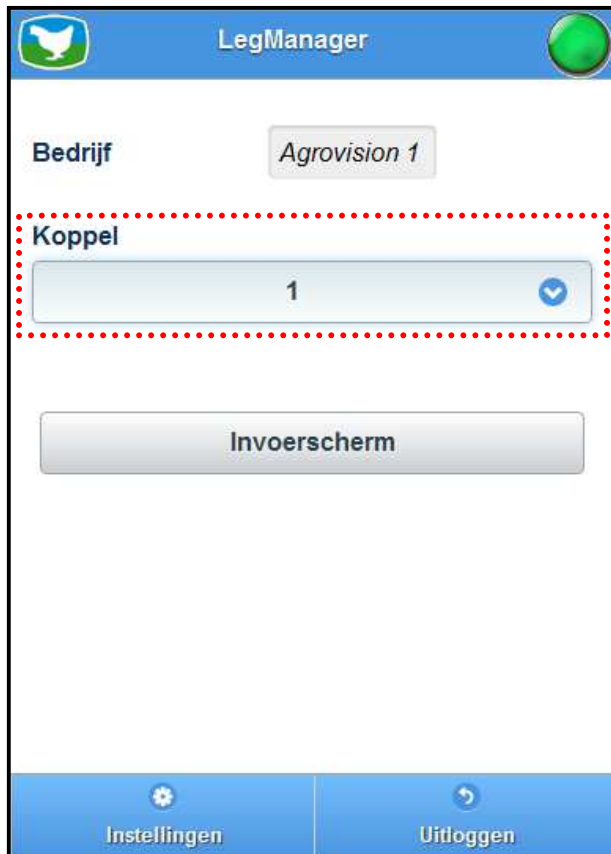 LegManager
Bedrijf Agrovision 1
Koppel
1
Invoerscherm
Instellingen Uitloggen